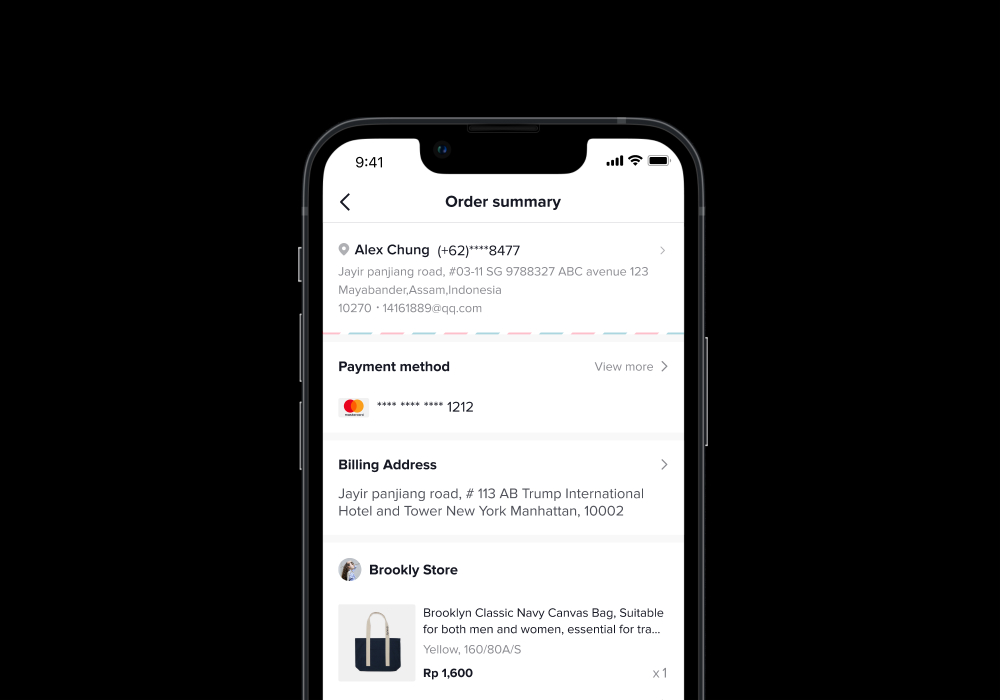 9:41
Order summary
Alex Chung (+62)****8477
Jayir panjiang road, #03-11 SG 9788327 ABC avenue 123
Mayabander,Assam,Indonesia
10270 · 14161889@qq.com
Payment method View more
**** **** **** 1212
Billing Address
Jayir panjiang road, # 113 AB Trump International
Hotel and Tower New York Manhattan, 10002
Brookly Store
Brooklyn Classic Navy Canvas Bag, Suitable
for both men and women, essential for tra...
Yellow, 160/80A/S
Rp 1,600 x 1